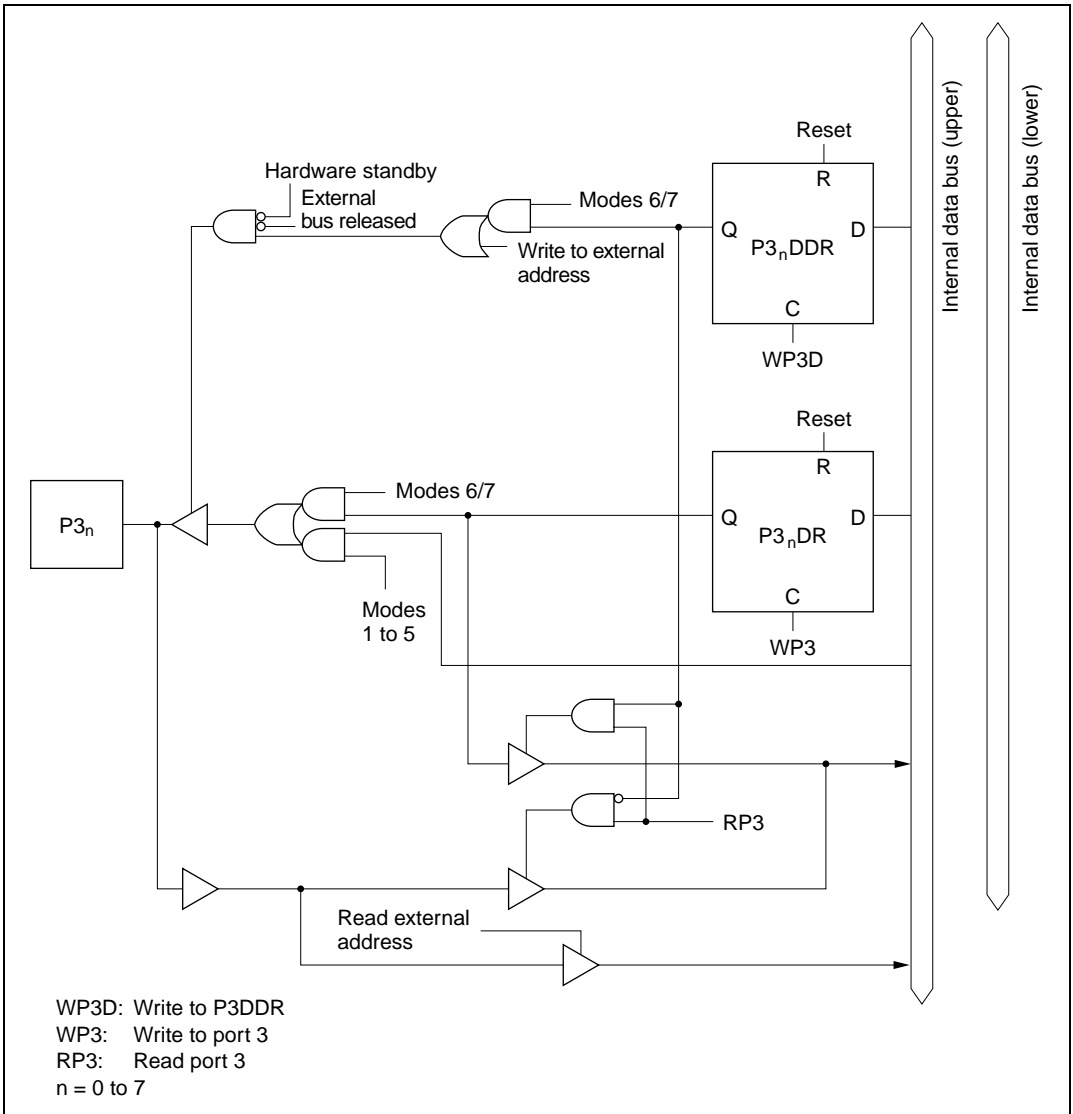 Reset
Hardware standby
External
bus released
Modes 6/7
R
Q
D
P3nDDR
Write to external
address
C
WP3D
Internal data bus (upper)
Internal data bus (lower)
Reset
R
Modes 6/7
P3n
Q
D
P3nDR
C
Modes
1 to 5
WP3
RP3
Read external
address
WP3D: Write to P3DDR
WP3: Write to port 3
RP3: Read port 3
n = 0 to 7